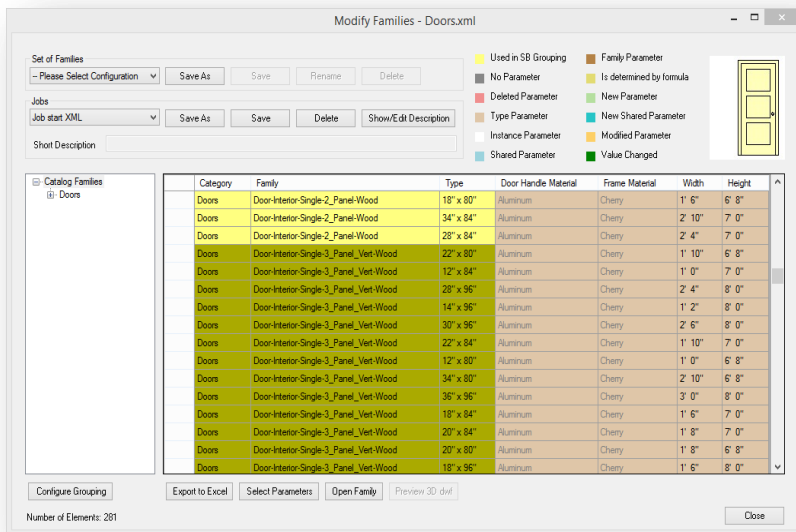 Modify Families - Doors.xml
Set of Families
-- Please Select Configuration Save As Save Rename Delete
Jobs
Job start XML Save As Save Delete Show/Edit Description
Short Description
Used in SB Grouping Family Parameter
No Parameter Is determined by formula
Deleted Parameter New Parameter
Type Parameter New Shared Parameter
Instance Parameter Modified Parameter
Shared Parameter Value Changed
Catalog Families
Doors
Category Family Type Door Handle Material Frame Material Width Height
Doors Door-Interior-Single-2_Panel-Wood 18" x 80" Aluminum Cherry 1' 6" 6' 8"
Doors Door-Interior-Single-2_Panel-Wood 34" x 84" Aluminum Cherry 2' 10" 7' 0"
Doors Door-Interior-Single-2_Panel-Wood 28" x 84" Aluminum Cherry 2' 4" 7' 0"
Doors Door-Interior-Single-3_Panel_Vert-Wood 22" x 80" Aluminum Cherry 1' 10" 6' 8"
Doors Door-Interior-Single-3_Panel_Vert-Wood 12" x 84" Aluminum Cherry 1' 0" 7' 0"
Doors Door-Interior-Single-3_Panel_Vert-Wood 28" x 96" Aluminum Cherry 2' 4" 8' 0"
Doors Door-Interior-Single-3_Panel_Vert-Wood 14" x 96" Aluminum Cherry 1' 2" 8' 0"
Doors Door-Interior-Single-3_Panel_Vert-Wood 30" x 96" Aluminum Cherry 2' 6" 8' 0"
Doors Door-Interior-Single-3_Panel_Vert-Wood 22" x 84" Aluminum Cherry 1' 10" 7' 0"
Doors Door-Interior-Single-3_Panel_Vert-Wood 12" x 80" Aluminum Cherry 1' 0" 6' 8"
Doors Door-Interior-Single-3_Panel_Vert-Wood 34" x 80" Aluminum Cherry 2' 10" 6' 8"
Doors Door-Interior-Single-3_Panel_Vert-Wood 36" x 96" Aluminum Cherry 3' 0" 8' 0"
Doors Door-Interior-Single-3_Panel_Vert-Wood 18" x 84" Aluminum Cherry 1' 6" 7' 0"
Doors Door-Interior-Single-3_Panel_Vert-Wood 20" x 84" Aluminum Cherry 1' 8" 7' 0"
Doors Door-Interior-Single-3_Panel_Vert-Wood 20" x 80" Aluminum Cherry 1' 8" 6' 8"
Doors Door-Interior-Single-3_Panel_Vert-Wood 18" x 96" Aluminum Cherry 1' 6" 8' 0"
Configure Grouping Export to Excel Select Parameters Open Family Preview 3D dwf
Number of Elements: 281 Close